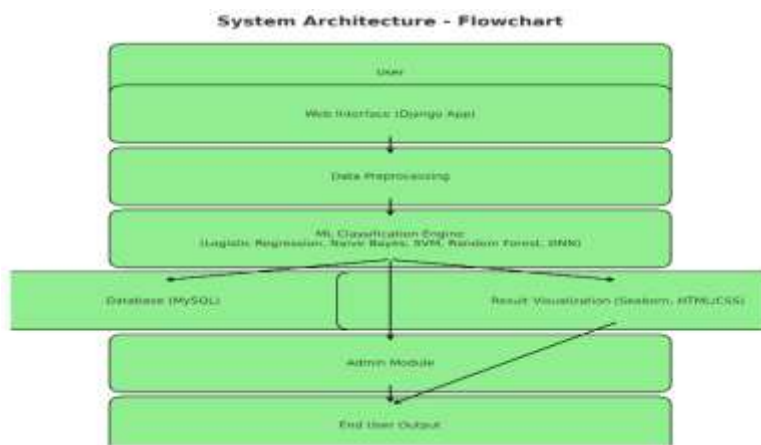 System Architecture - Flowchart
User
Web Interface (Django App)
Data Preprocessing
ML Classification Engine
(Logistic Regression, Naive Bayes, SVM, Random Forest, DNN)
Database (MySQL)
Result Visualization (Seaborn, HTML/CSS)
Admin Module
End User Output